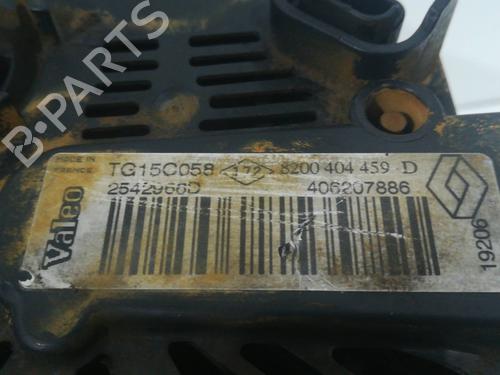 B-PARTS
MADE IN FRANCE
Valeo
TG15C058 8200 404 459 D
2542966D 406207886
19206